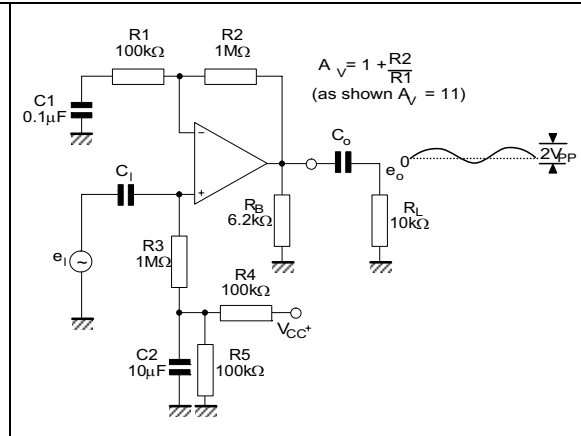 R1
100kΩ
R2
1MΩ
A V = 1 + R2
R1
(as shown A V = 11)
C1
0.1μF
CI
Co
0
eo
2VPP
RB
6.2kΩ
RL
10kΩ
eI
~
R3
1MΩ
R4
100kΩ
VCC+
C2
10μF
R5
100kΩ